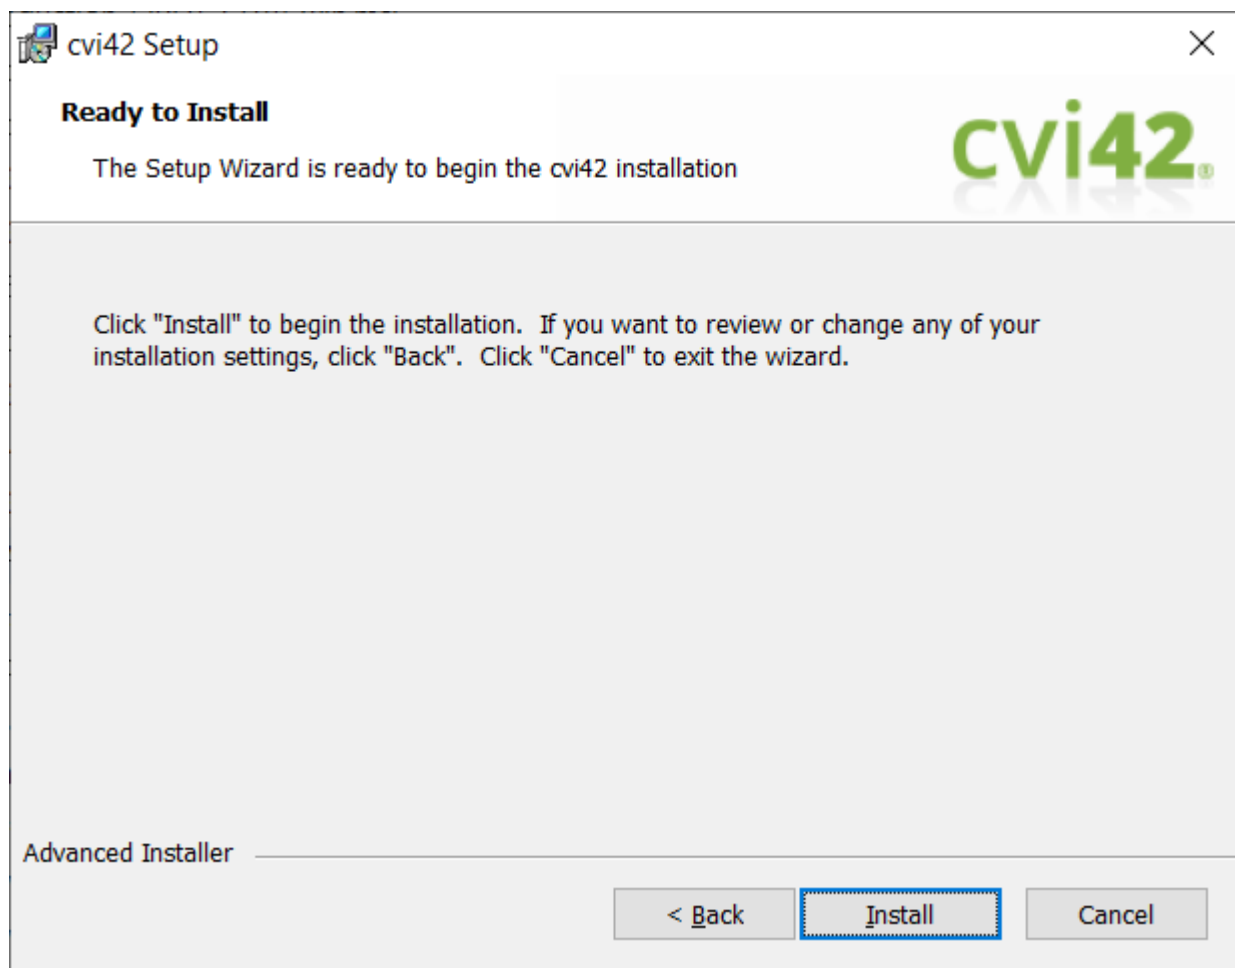 cvi42 Setup
Ready to Install
The Setup Wizard is ready to begin the cvi42 installation
cvi42®
Click "Install" to begin the installation.  If you want to review or change any of your
installation settings, click "Back".  Click "Cancel" to exit the wizard.
Advanced Installer
< Back
Install
Cancel